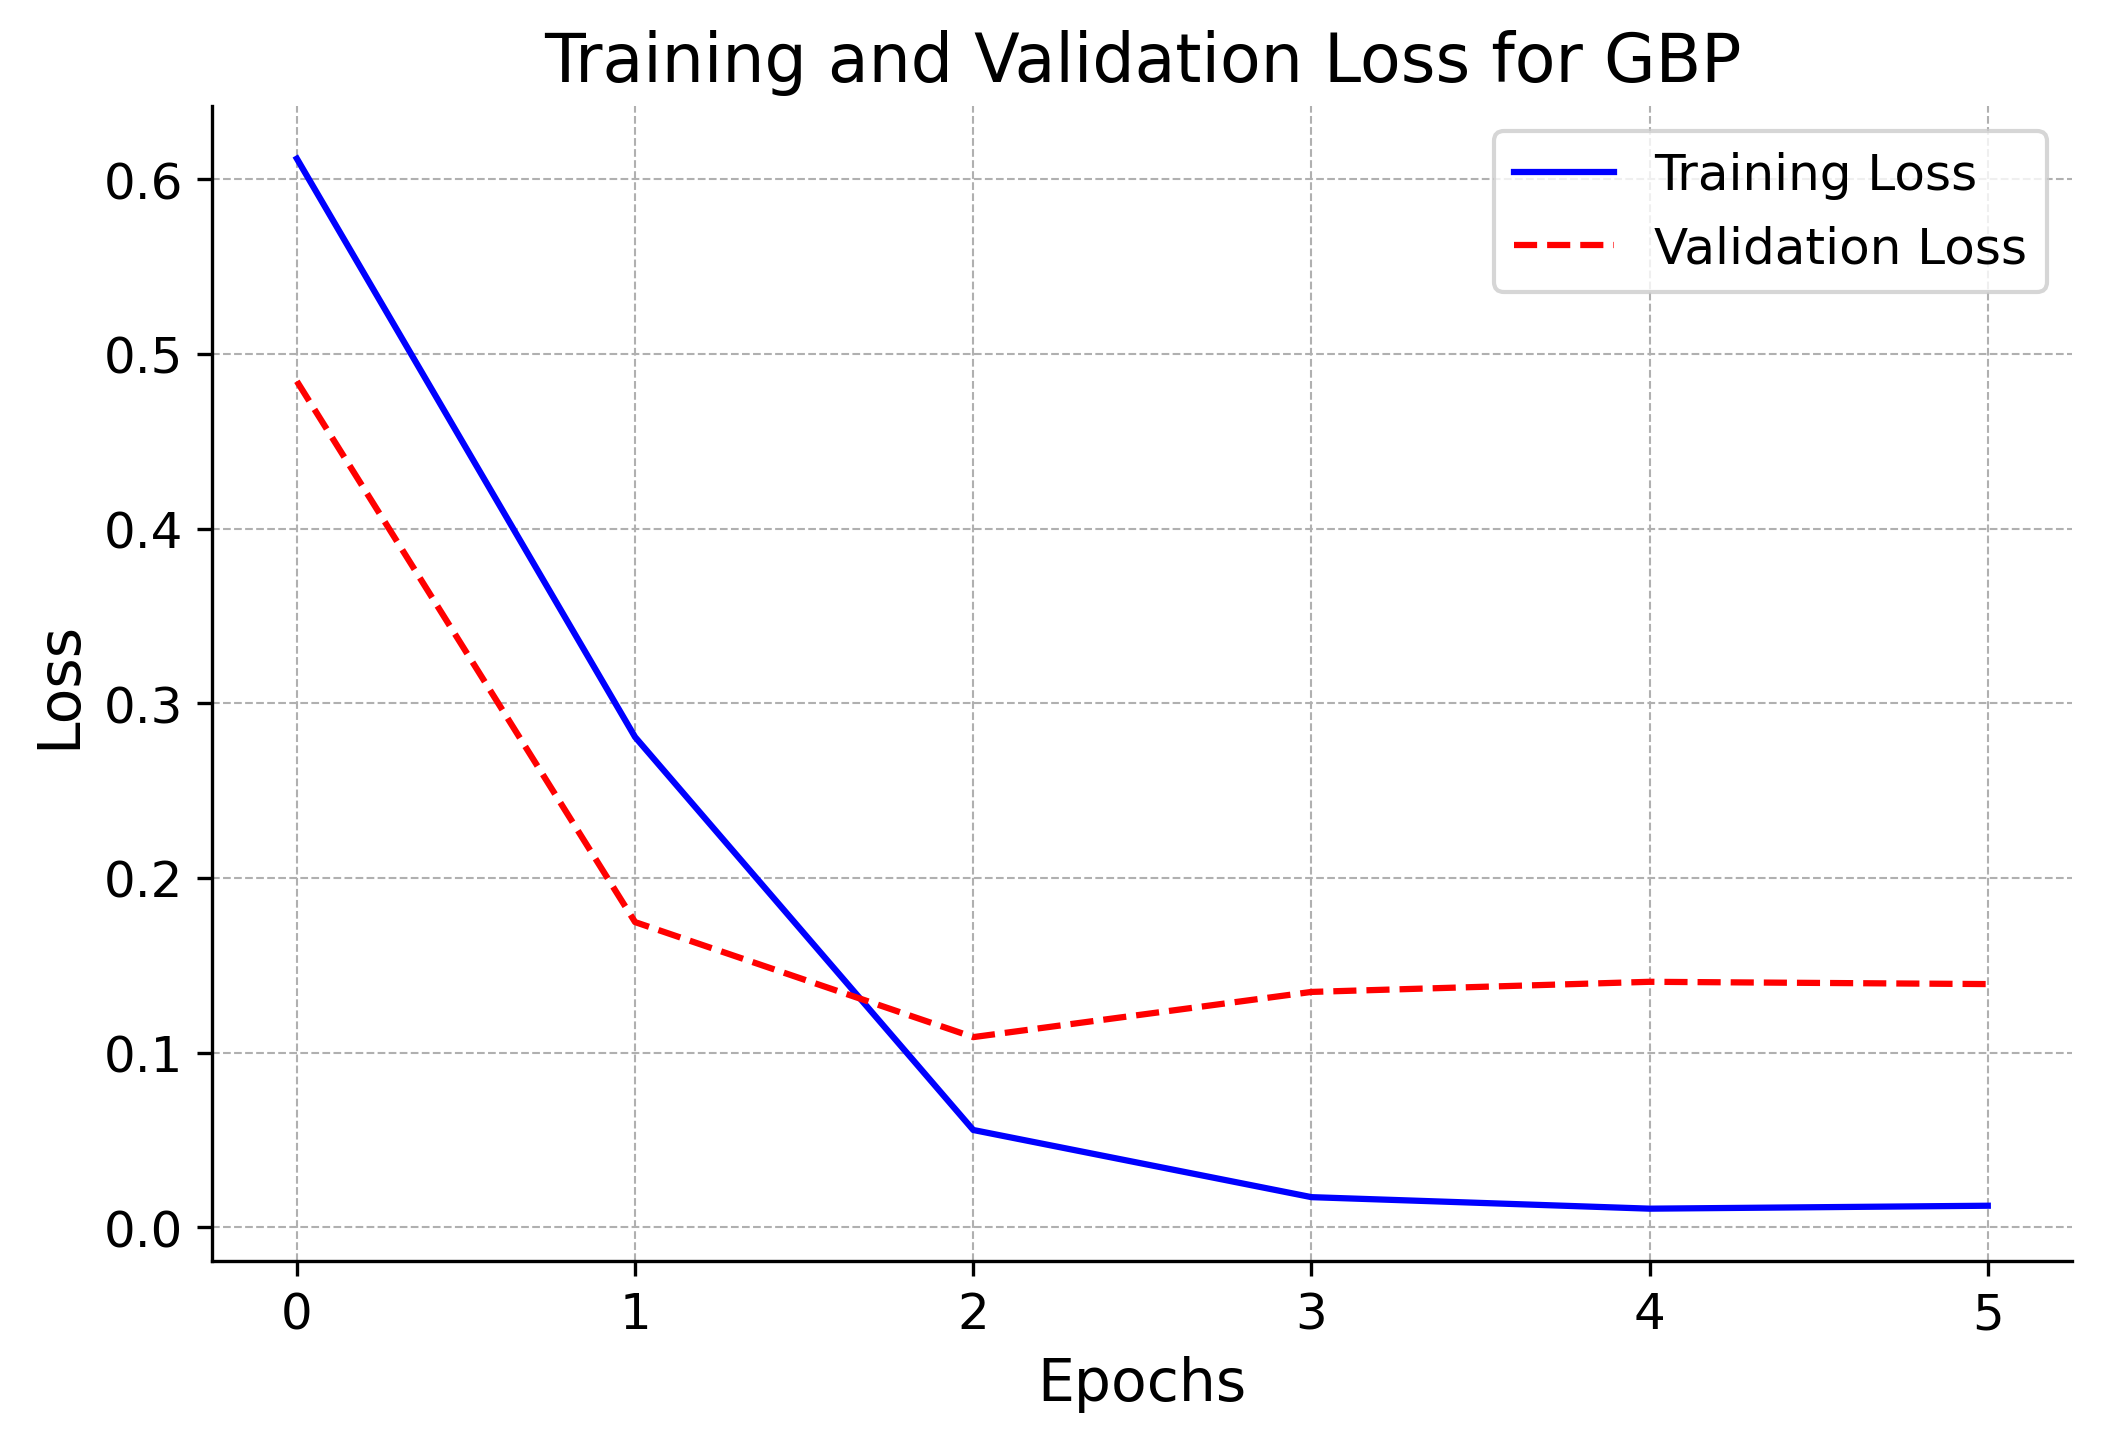 Training and Validation Loss for GBP
Training Loss
Validation Loss
0.6
0.5
0.4
0.3
0.2
0.1
0.0
Loss
0 1 2 3 4 5
Epochs